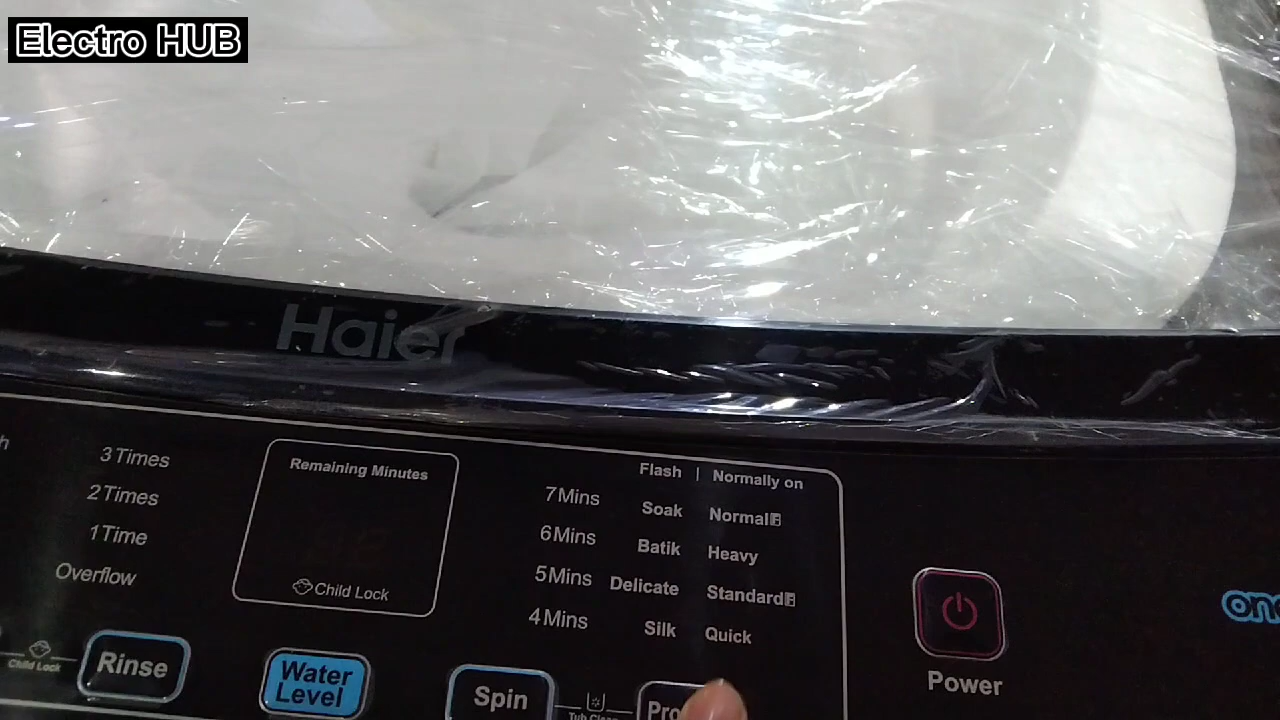 Electro HUB
Haier
3 Times
2 Times
1 Time
Overflow
Remaining Minutes
Child Lock
7 Mins
6 Mins
5 Mins
4 Mins
Flash | Normally on
Soak Normal
Batik Heavy
Delicate Standard
Silk Quick
Child Lock
Rinse
Water
Level
Spin
Power